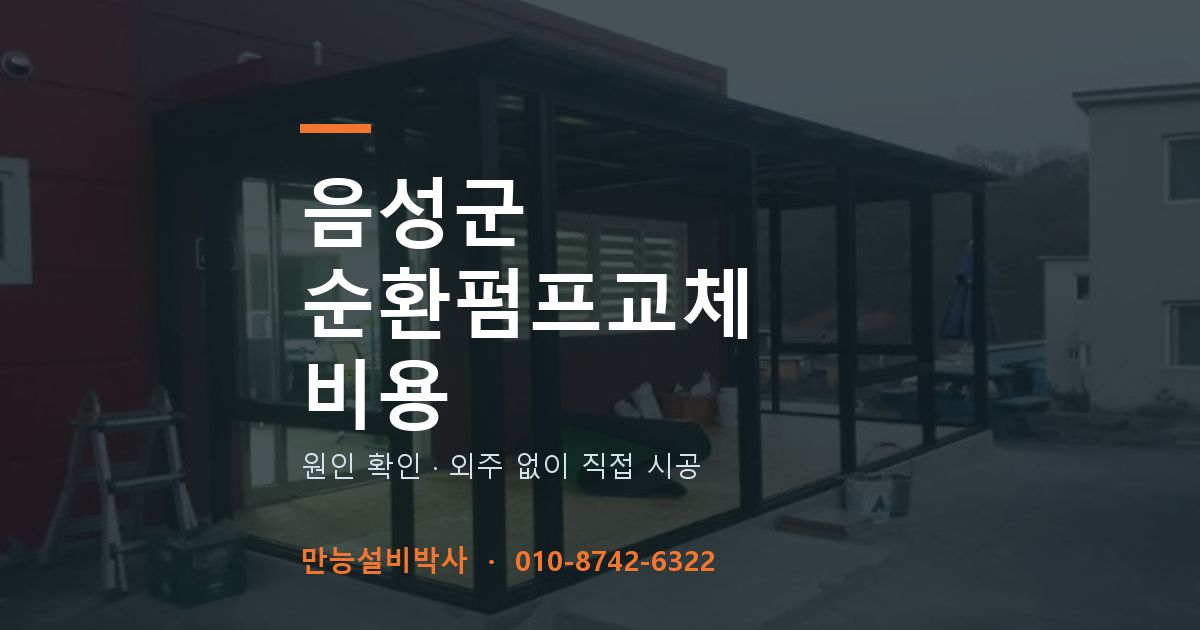 음성군
순환펌프교체
비용
원인 확인 · 외주 없이 직접 시공
만능설비박사 · 010-8742-6322